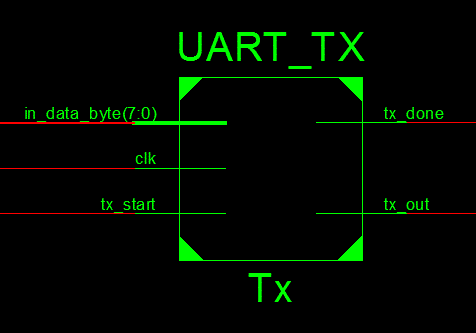 UART_TX
in_data_byte(7:0)
tx_done
clk
tx_start
tx_out
Tx